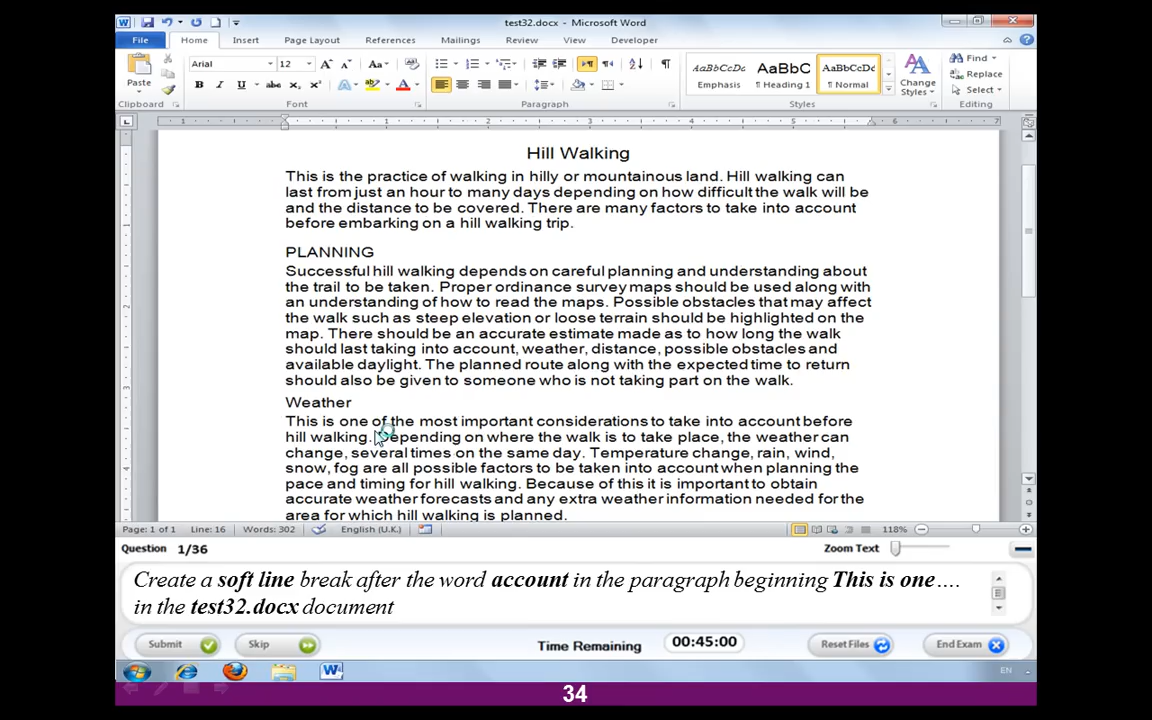 test32.docx - Microsoft Word
File Home Insert Page Layout References Mailings Review View Developer
Arial 12 Aa AaBbCcDc AaBbC AaBbCcDc Find
Paste B I U abc x₂ x² A A Emphasis ¶ Heading 1 ¶ Normal Change Styles Replace
Select
Clipboard Font Paragraph Styles Editing
1 1 2 3 4 5 6 7
Hill Walking
This is the practice of walking in hilly or mountainous land. Hill walking can
last from just an hour to many days depending on how difficult the walk will be
and the distance to be covered. There are many factors to take into account
before embarking on a hill walking trip.
PLANNING
Successful hill walking depends on careful planning and understanding about
the trail to be taken. Proper ordinance survey maps should be used along with
an understanding of how to read the maps. Possible obstacles that may affect
the walk such as steep elevation or loose terrain should be highlighted on the
map. There should be an accurate estimate made as to how long the walk
should last taking into account, weather, distance, possible obstacles and
available daylight. The planned route along with the expected time to return
should also be given to someone who is not taking part on the walk.
Weather
This is one of the most important considerations to take into account before
hill walking. Depending on where the walk is to take place, the weather can
change, several times on the same day. Temperature change, rain, wind,
snow, fog are all possible factors to be taken into account when planning the
pace and timing for hill walking. Because of this it is important to obtain
accurate weather forecasts and any extra weather information needed for the
area for which hill walking is planned.
Page: 1 of 1 Line: 16 Words: 302 English (U.K.) 118%
Question 1/36 Zoom Text
Create a soft line break after the word account in the paragraph beginning This is one....
in the test32.docx document
Submit Skip Time Remaining 00:45:00 Reset Files End Exam
EN
34